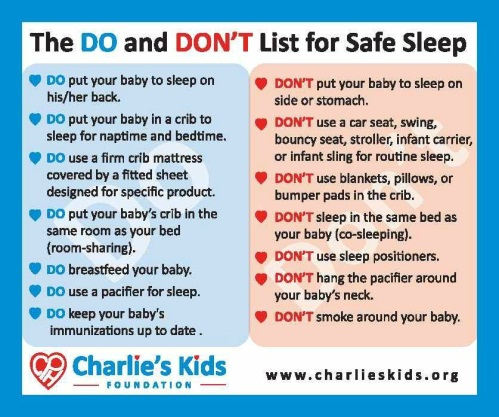 The DO and DON'T List for Safe Sleep
DO put your baby to sleep on
his/her back.
DO put your baby in a crib to
sleep for naptime and bedtime.
DO use a firm crib mattress
covered by a fitted sheet
designed for specific product.
DO put your baby's crib in the
same room as your bed
(room-sharing).
DO breastfeed your baby.
DO use a pacifier for sleep.
DO keep your baby's
immunizations up to date .
DON'T put your baby to sleep on
side or stomach.
DON'T use a car seat, swing,
bouncy seat, stroller, infant carrier,
or infant sling for routine sleep.
DON'T use blankets, pillows, or
bumper pads in the crib.
DON'T sleep in the same bed as
your baby (co-sleeping).
DON'T use sleep positioners.
DON'T hang the pacifier around
your baby's neck.
DON'T smoke around your baby.
Do
Don't
Charlie's Kids
FOUNDATION
www.charlieskids.org